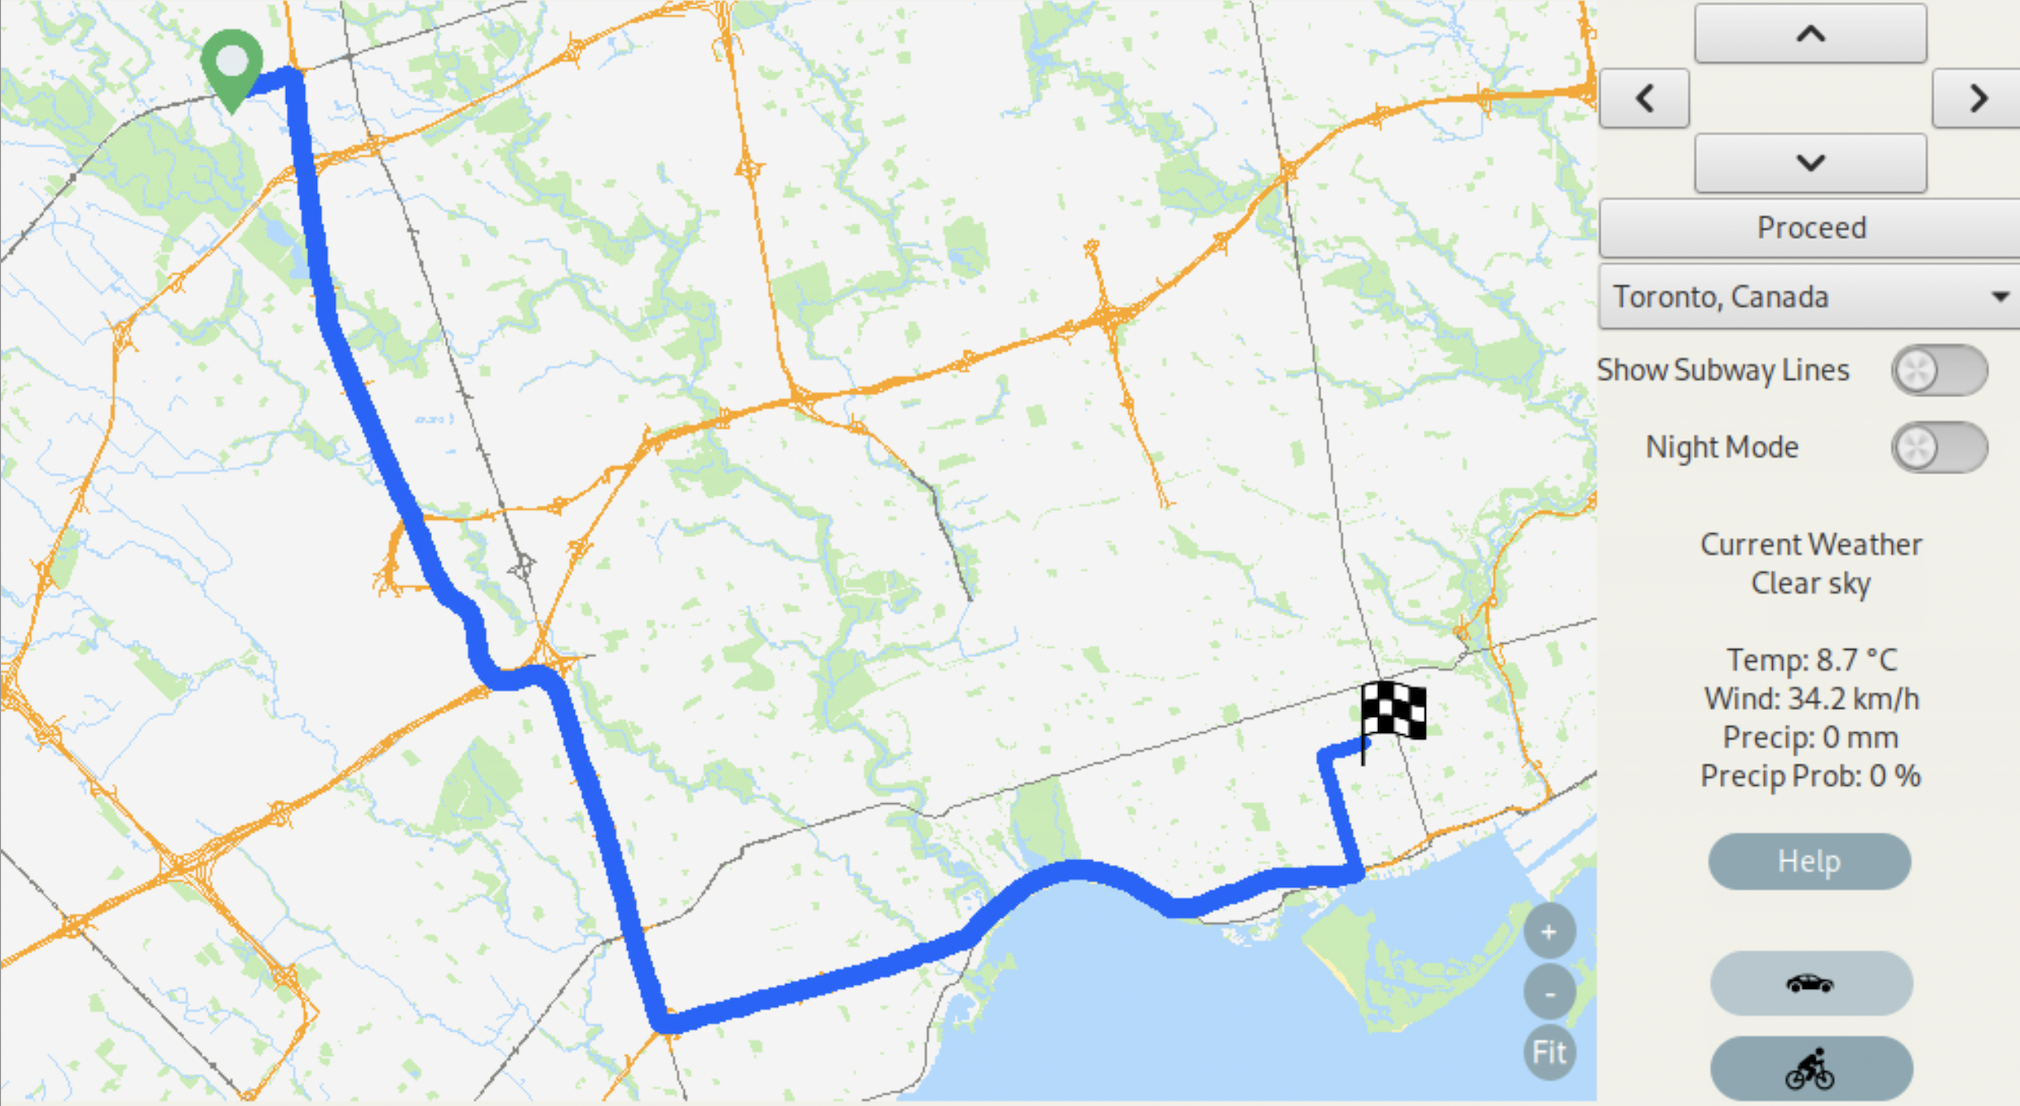 Proceed
Toronto, Canada
Show Subway Lines
Night Mode
Current Weather
Clear sky
Temp: 8.7 °C
Wind: 34.2 km/h
Precip: 0 mm
Precip Prob: 0 %
Help
+
-
Fit